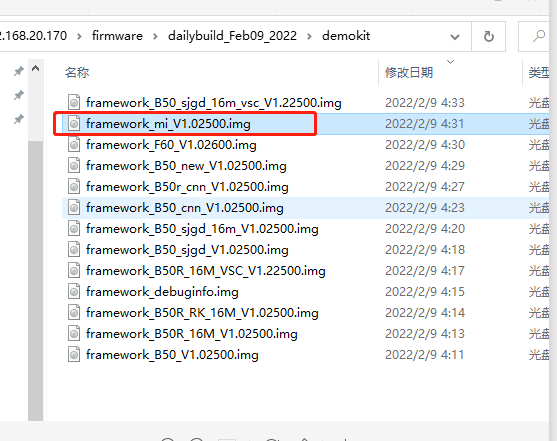 2.168.20.170 > firmware > dailybuild_Feb09_2022 > demokit
名称 修改日期 类型
framework_B50_sjgd_16m_vsc_V1.22500.img 2022/2/9 4:33 光盘
framework_mi_V1.02500.img 2022/2/9 4:31 光盘
framework_F60_V1.02600.img 2022/2/9 4:30 光盘
framework_B50_new_V1.02500.img 2022/2/9 4:29 光盘
framework_B50r_cnn_V1.02500.img 2022/2/9 4:27 光盘
framework_B50_cnn_V1.02500.img 2022/2/9 4:23 光盘
framework_B50_sjgd_16m_V1.02500.img 2022/2/9 4:20 光盘
framework_B50_sjgd_V1.02500.img 2022/2/9 4:18 光盘
framework_B50R_16M_VSC_V1.22500.img 2022/2/9 4:17 光盘
framework_debuginfo.img 2022/2/9 4:15 光盘
framework_B50R_RK_16M_V1.02500.img 2022/2/9 4:14 光盘
framework_B50R_16M_V1.02500.img 2022/2/9 4:13 光盘
framework_B50_V1.02500.img 2022/2/9 4:11 光盘